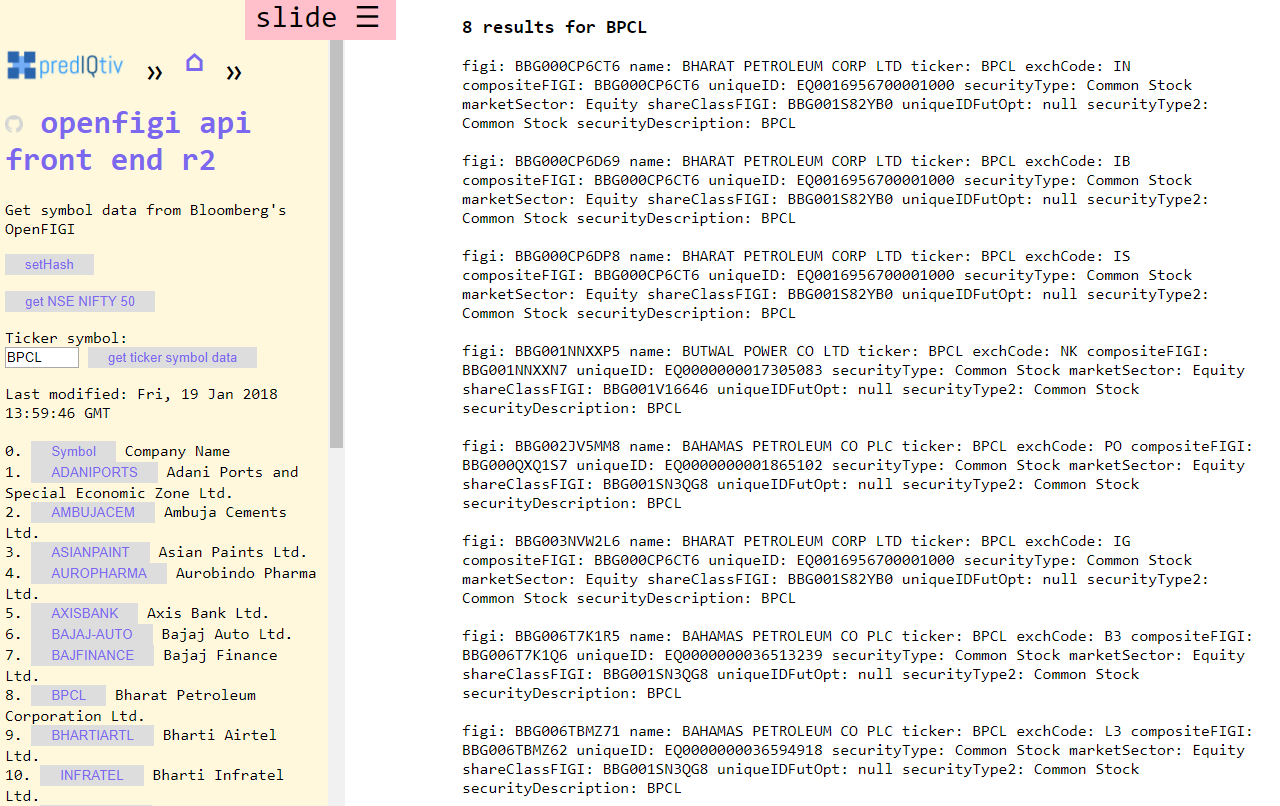 slide ☰
predIQtiv » ⌂ »
openfigi api
front end r2
Get symbol data from Bloomberg's
OpenFIGI
setHash
get NSE NIFTY 50
Ticker symbol:
BPCL get ticker symbol data
Last modified: Fri, 19 Jan 2018
13:59:46 GMT
0. Symbol Company Name
1. ADANIPORTS Adani Ports and
Special Economic Zone Ltd.
2. AMBUJACEM Ambuja Cements
Ltd.
3. ASIANPAINT Asian Paints Ltd.
4. AUROPHARMA Aurobindo Pharma
Ltd.
5. AXISBANK Axis Bank Ltd.
6. BAJAJ-AUTO Bajaj Auto Ltd.
7. BAJFINANCE Bajaj Finance
Ltd.
8. BPCL Bharat Petroleum
Corporation Ltd.
9. BHARTIARTL Bharti Airtel
Ltd.
10. INFRATEL Bharti Infratel
Ltd.
8 results for BPCL
figi: BBG000CP6CT6 name: BHARAT PETROLEUM CORP LTD ticker: BPCL exchCode: IN
compositeFIGI: BBG000CP6CT6 uniqueID: EQ0016956700001000 securityType: Common Stock
marketSector: Equity shareClassFIGI: BBG001S82YB0 uniqueIDFutOpt: null securityType2:
Common Stock securityDescription: BPCL
figi: BBG000CP6D69 name: BHARAT PETROLEUM CORP LTD ticker: BPCL exchCode: IB
compositeFIGI: BBG000CP6CT6 uniqueID: EQ0016956700001000 securityType: Common Stock
marketSector: Equity shareClassFIGI: BBG001S82YB0 uniqueIDFutOpt: null securityType2:
Common Stock securityDescription: BPCL
figi: BBG000CP6DP8 name: BHARAT PETROLEUM CORP LTD ticker: BPCL exchCode: IS
compositeFIGI: BBG000CP6CT6 uniqueID: EQ0016956700001000 securityType: Common Stock
marketSector: Equity shareClassFIGI: BBG001S82YB0 uniqueIDFutOpt: null securityType2:
Common Stock securityDescription: BPCL
figi: BBG001NNXXP5 name: BUTWAL POWER CO LTD ticker: BPCL exchCode: NK compositeFIGI:
BBG001NNXXN7 uniqueID: EQ0000000017305083 securityType: Common Stock marketSector: Equity
shareClassFIGI: BBG001V16646 uniqueIDFutOpt: null securityType2: Common Stock
securityDescription: BPCL
figi: BBG002JV5MM8 name: BAHAMAS PETROLEUM CO PLC ticker: BPCL exchCode: PO compositeFIGI:
BBG000QXQ1S7 uniqueID: EQ0000000001865102 securityType: Common Stock marketSector: Equity
shareClassFIGI: BBG001SN3QG8 uniqueIDFutOpt: null securityType2: Common Stock
securityDescription: BPCL
figi: BBG003NVW2L6 name: BHARAT PETROLEUM CORP LTD ticker: BPCL exchCode: IG
compositeFIGI: BBG000CP6CT6 uniqueID: EQ0016956700001000 securityType: Common Stock
marketSector: Equity shareClassFIGI: BBG001S82YB0 uniqueIDFutOpt: null securityType2:
Common Stock securityDescription: BPCL
figi: BBG006T7K1R5 name: BAHAMAS PETROLEUM CO PLC ticker: BPCL exchCode: B3 compositeFIGI:
BBG006T7K1Q6 uniqueID: EQ0000000036513239 securityType: Common Stock marketSector: Equity
shareClassFIGI: BBG001SN3QG8 uniqueIDFutOpt: null securityType2: Common Stock
securityDescription: BPCL
figi: BBG006TBMZ71 name: BAHAMAS PETROLEUM CO PLC ticker: BPCL exchCode: L3 compositeFIGI:
BBG006TBMZ62 uniqueID: EQ0000000036594918 securityType: Common Stock marketSector: Equity
shareClassFIGI: BBG001SN3QG8 uniqueIDFutOpt: null securityType2: Common Stock
securityDescription: BPCL